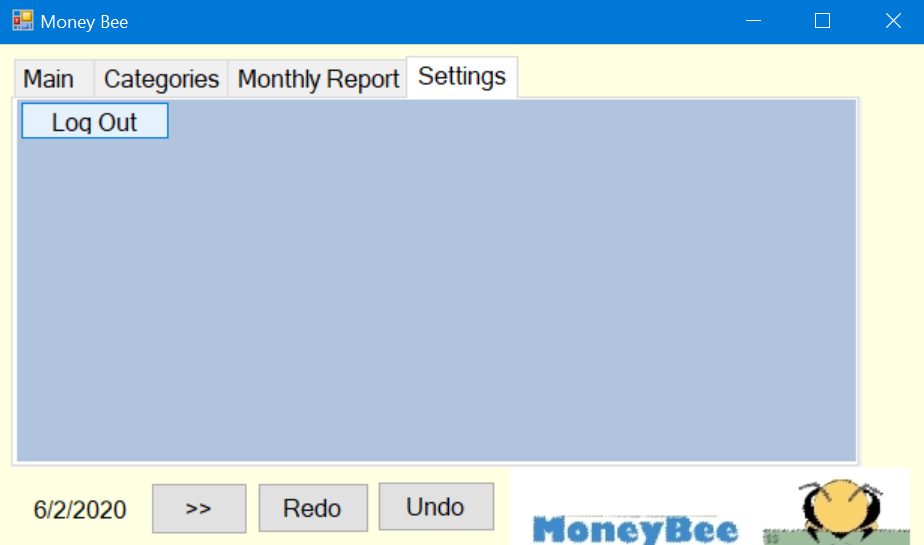 Money Bee
Main Categories Monthly Report Settings
Log Out
6/2/2020 >> Redo Undo
MoneyBee